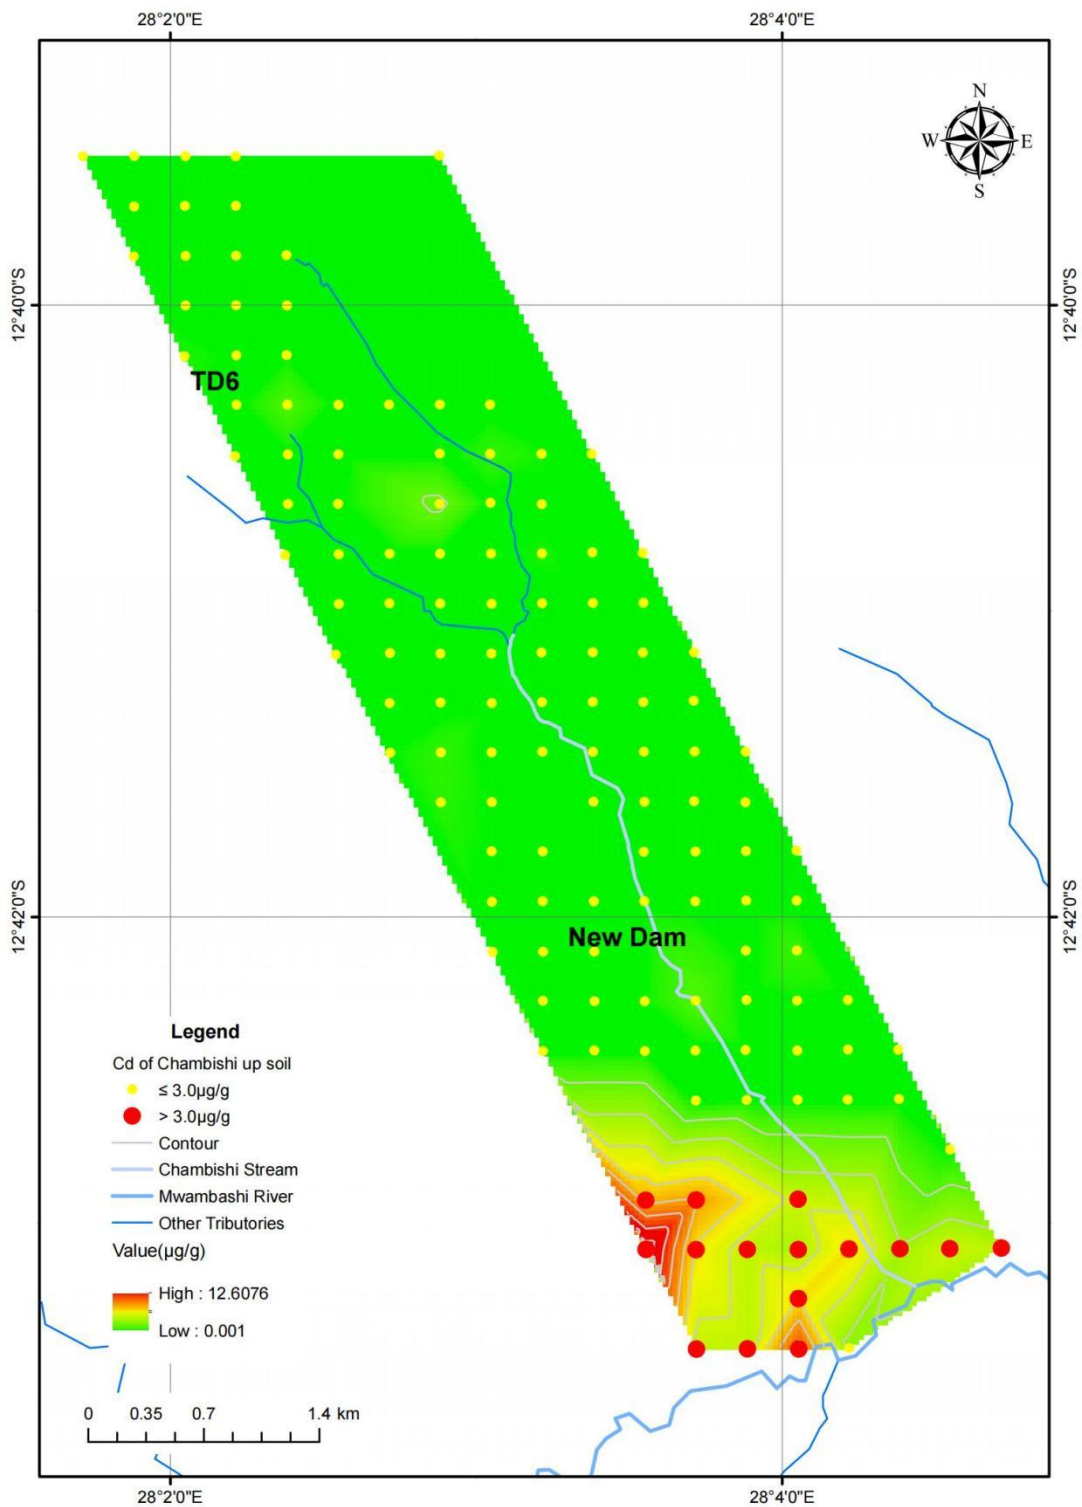 28°2'0"E 28°4'0"E
N
W E
S
12°40'0"S 12°40'0"S
TD6
12°42'0"S 12°42'0"S
New Dam
Legend
Cd of Chambishi up soil
≤ 3.0µg/g
> 3.0µg/g
Contour
Chambishi Stream
Mwambashi River
Other Tributories
Value(µg/g)
High : 12.6076
Low : 0.001
0 0.35 0.7 1.4 km
28°2'0"E 28°4'0"E